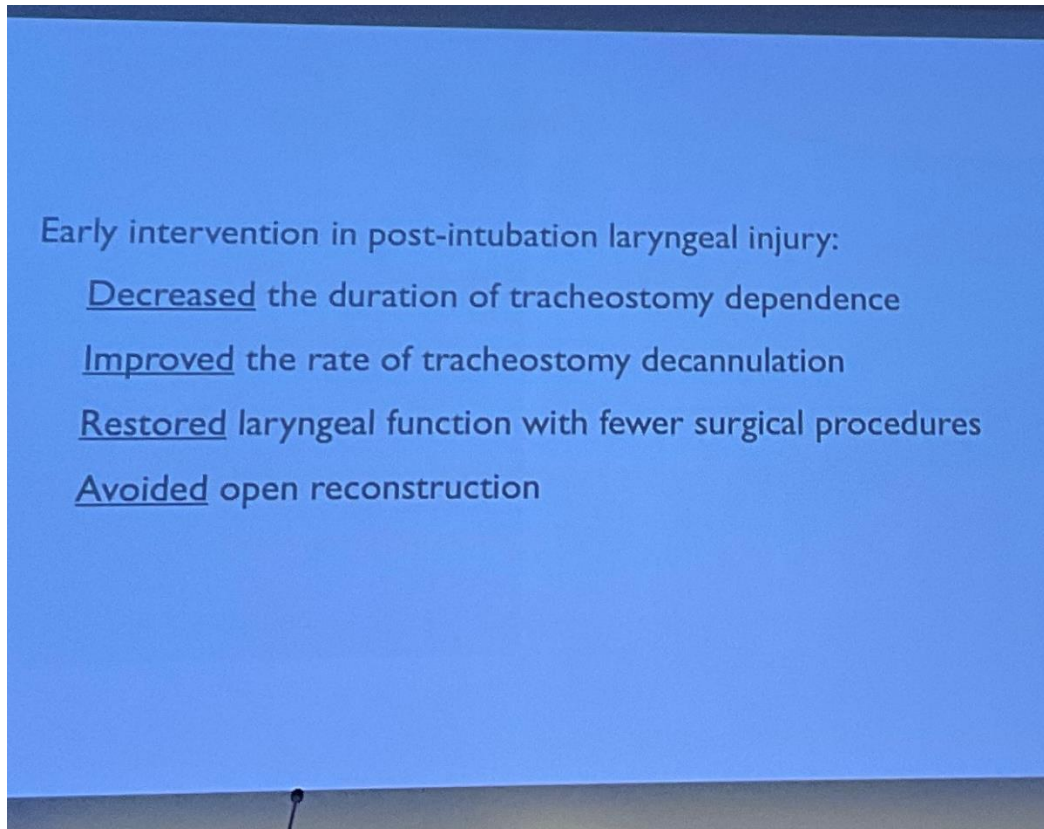 Early intervention in post-intubation laryngeal injury:
Decreased the duration of tracheostomy dependence
Improved the rate of tracheostomy decannulation
Restored laryngeal function with fewer surgical procedures
Avoided open reconstruction